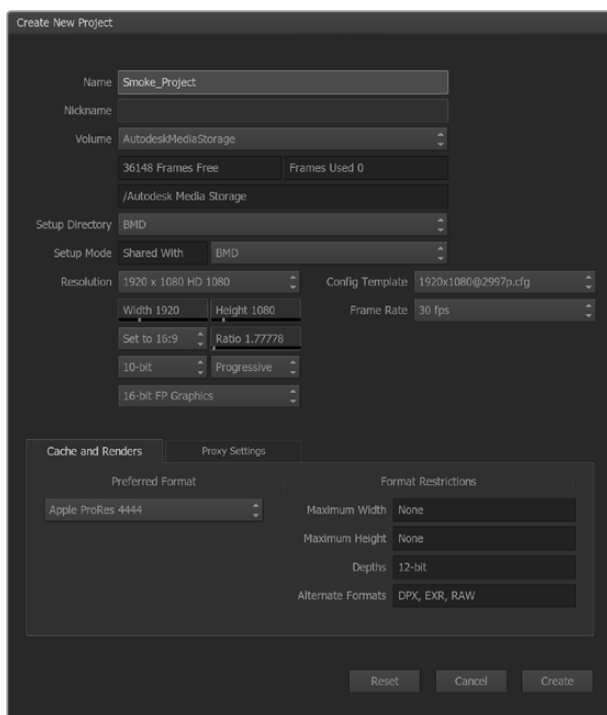 Create New Project
Name Smoke_Project
Nickname
Volume AutodeskMediaStorage
36148 Frames Free Frames Used 0
/Autodesk Media Storage
Setup Directory BMD
Setup Mode Shared With BMD
Resolution 1920 x 1080 HD 1080 Config Template 1920x1080@2997p.cfg
Width 1920 Height 1080 Frame Rate 30 fps
Set to 16:9 Ratio 1.77778
10-bit Progressive
16-bit FP Graphics
Cache and Renders Proxy Settings
Preferred Format Format Restrictions
Apple ProRes 4444 Maximum Width None
Maximum Height None
Depths 12-bit
Alternate Formats DPX, EXR, RAW
Reset Cancel Create